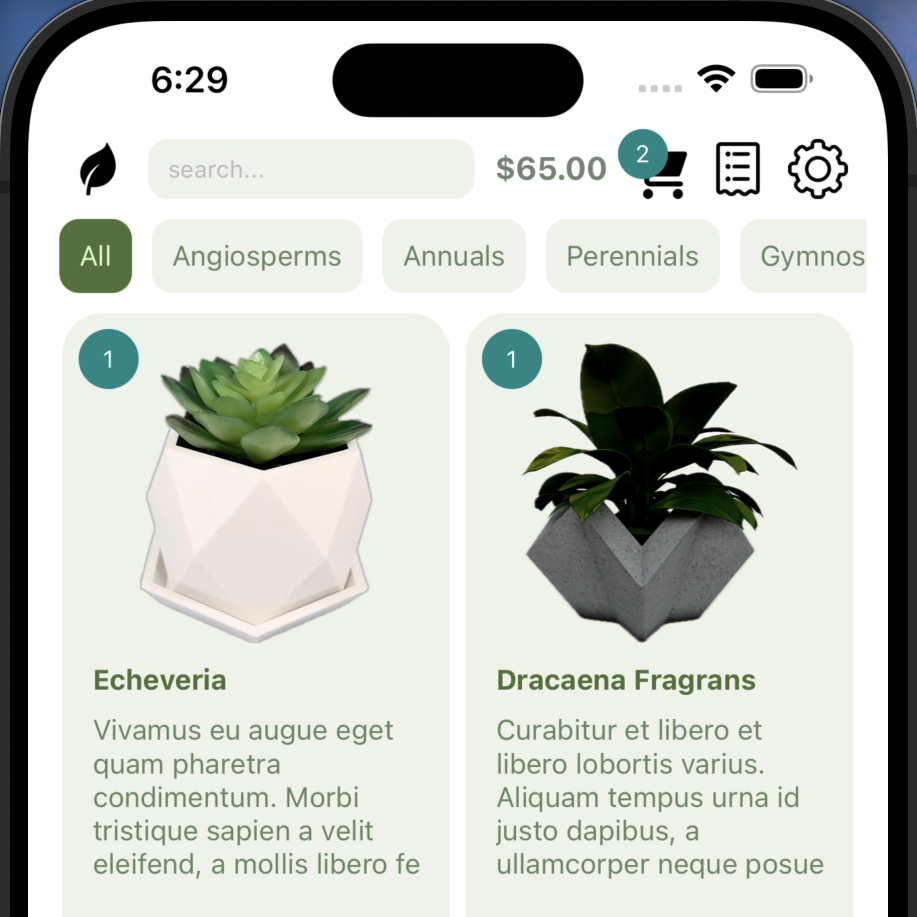 6:29
search...
$65.00
2
All
Angiosperms
Annuals
Perennials
Gymnos
1
1
Echeveria
Vivamus eu augue eget
quam pharetra
condimentum. Morbi
tristique sapien a velit
eleifend, a mollis libero fe
Dracaena Fragrans
Curabitur et libero et
libero lobortis varius.
Aliquam tempus urna id
justo dapibus, a
ullamcorper neque posue